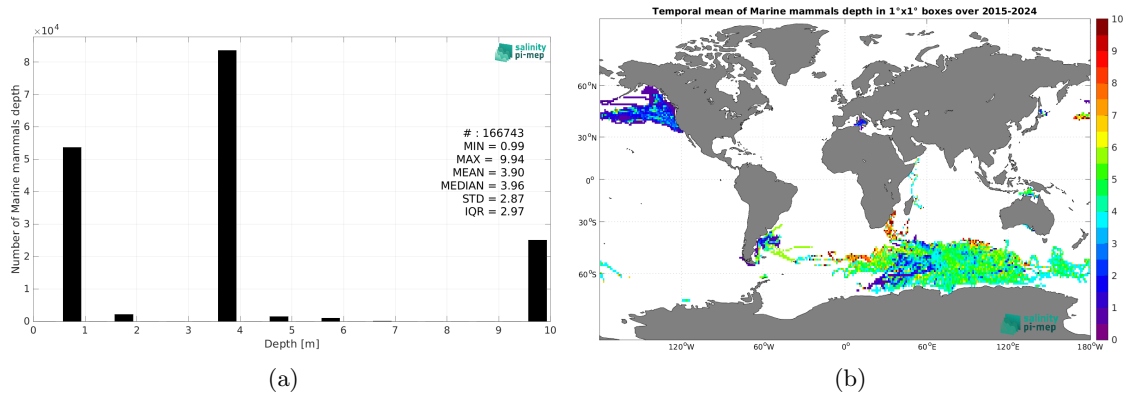 ×10⁴
8
7
6
5
4
3
2
1
0
Number of Marine mammals depth
salinity
pi-mep
# : 166743
MIN = 0.99
MAX = 9.94
MEAN = 3.90
MEDIAN = 3.96
STD = 2.87
IQR = 2.97
0 1 2 3 4 5 6 7 8 9 10
Depth [m]
(a)
Temporal mean of Marine mammals depth in 1°x1° boxes over 2015-2024
60°N
30°N
0°
30°S
60°S
120°W 60°W 0° 60°E 120°E 180°W
salinity
pi-mep
10
9
8
7
6
5
4
3
2
1
0
(b)